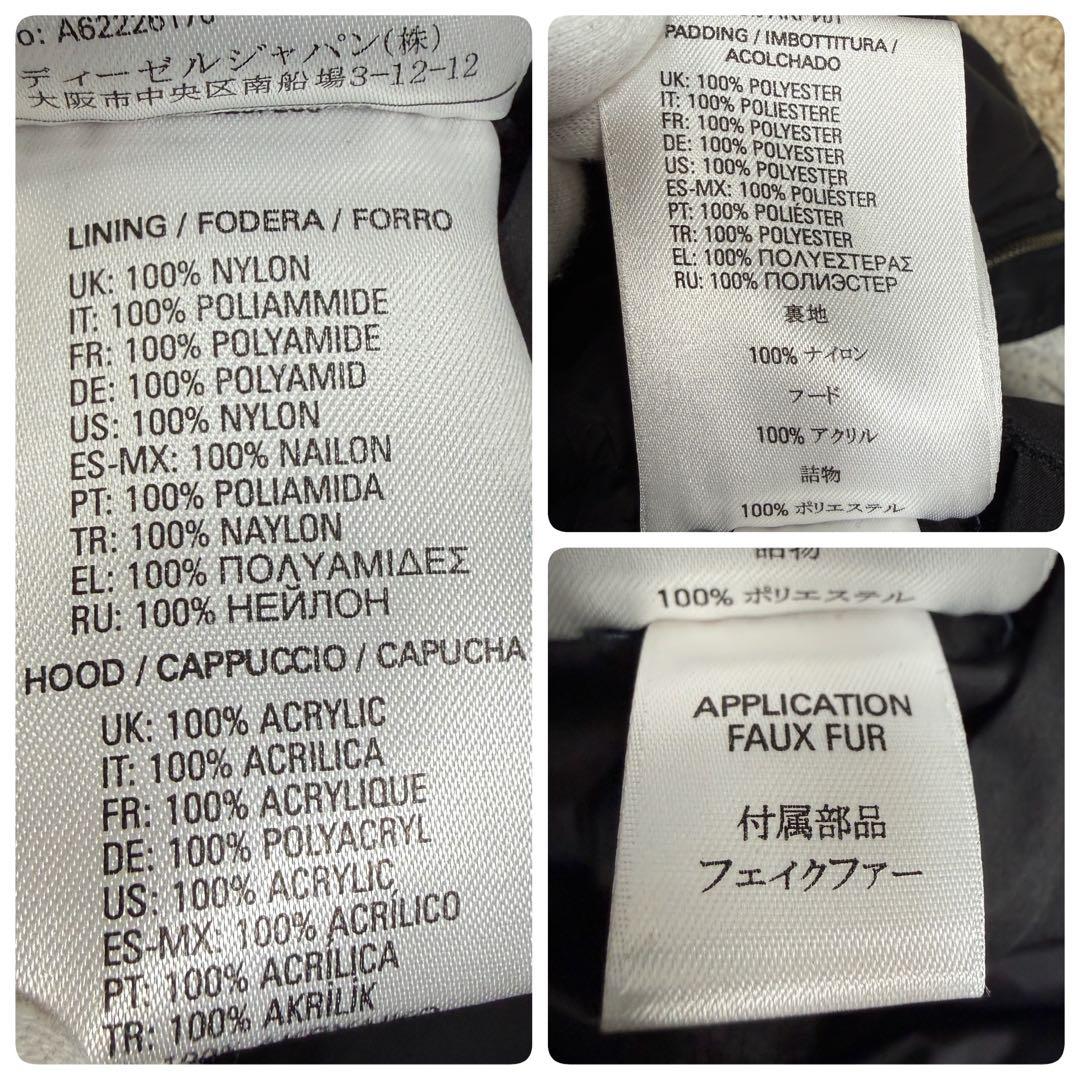 o: A62226170
ディーゼルジャパン(株)
大阪市中央区南船場3-12-12
LINING / FODERA / FORRO
UK: 100% NYLON
IT: 100% POLIAMMIDE
FR: 100% POLYAMIDE
DE: 100% POLYAMID
US: 100% NYLON
ES-MX: 100% NAILON
PT: 100% POLIAMIDA
TR: 100% NAYLON
EL: 100% ΠΟΛΥΑΜΙΔΕΣ
RU: 100% НЕЙЛОН
HOOD / CAPPUCCIO / CAPUCHA
UK: 100% ACRYLIC
IT: 100% ACRILICA
FR: 100% ACRYLIQUE
DE: 100% POLYACRYL
US: 100% ACRYLIC
ES-MX: 100% ACRÍLICO
PT: 100% ACRÍLICA
TR: 100% AKRİLİK
PADDING / IMBOTTITURA /
ACOLCHADO
UK: 100% POLYESTER
IT: 100% POLIESTERE
FR: 100% POLYESTER
DE: 100% POLYESTER
US: 100% POLYESTER
ES-MX: 100% POLIÉSTER
PT: 100% POLIÉSTER
TR: 100% POLYESTER
EL: 100% ΠΟΛΥΕΣΤΕΡΑΣ
RU: 100% ПОЛИЭСТЕР
裏地
100% ナイロン
フード
100% アクリル
詰物
100% ポリエステル
詰物
100% ポリエステル
APPLICATION
FAUX FUR
付属部品
フェイクファー